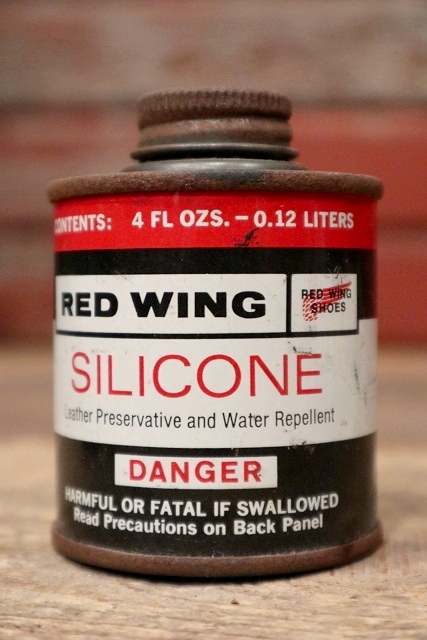 CONTENTS: 4 FL OZS. – 0.12 LITERS
RED WING
RED WING
SHOES
SILICONE
Leather Preservative and Water Repellent
DANGER
HARMFUL OR FATAL IF SWALLOWED
Read Precautions on Back Panel